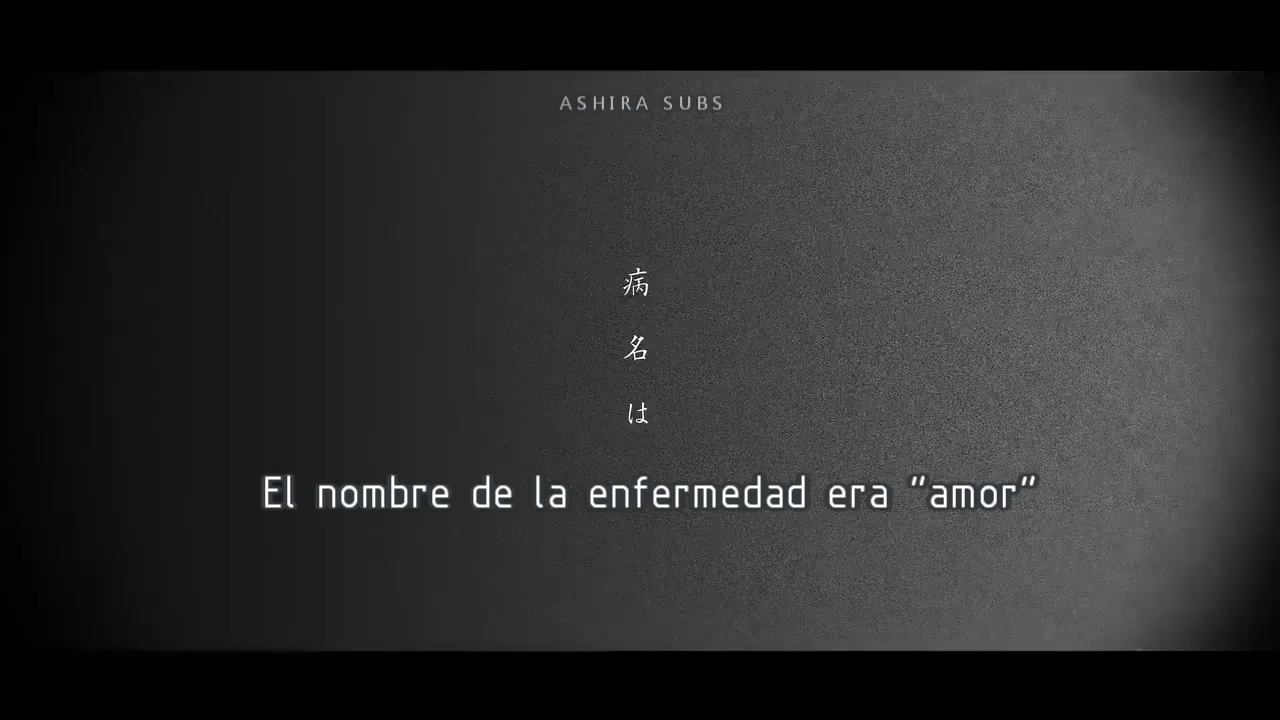 ASHIRA SUBS
病名は
El nombre de la enfermedad era "amor"